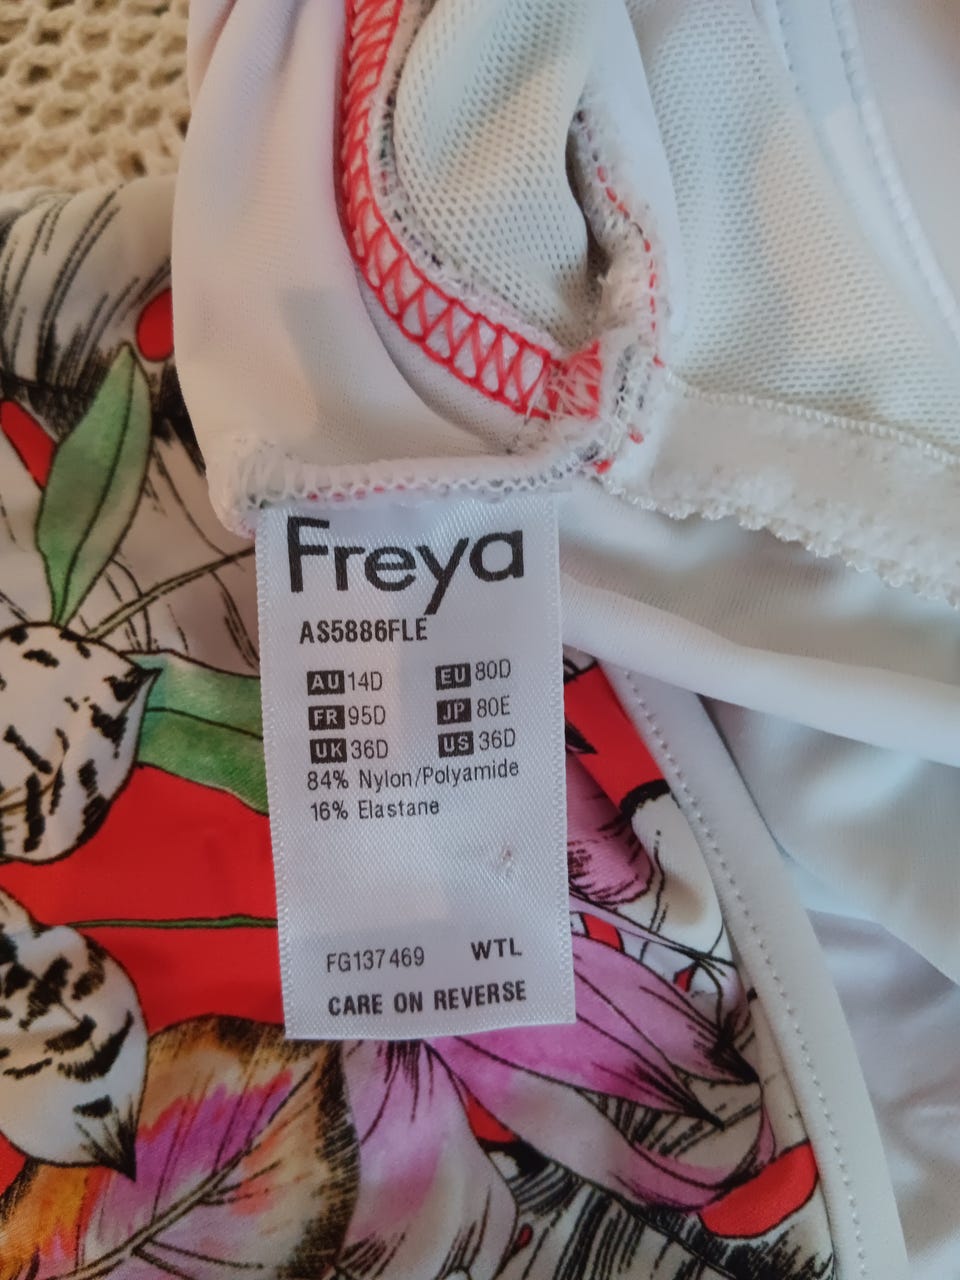 Freya
AS5886FLE
AU 14D EU 80D
FR 95D JP 80E
UK 36D US 36D
84% Nylon/Polyamide
16% Elastane
FG137469 WTL
CARE ON REVERSE